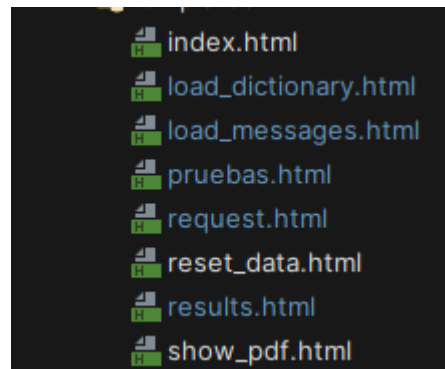 index.html
load_dictionary.html
load_messages.html
pruebas.html
request.html
reset_data.html
results.html
show_pdf.html